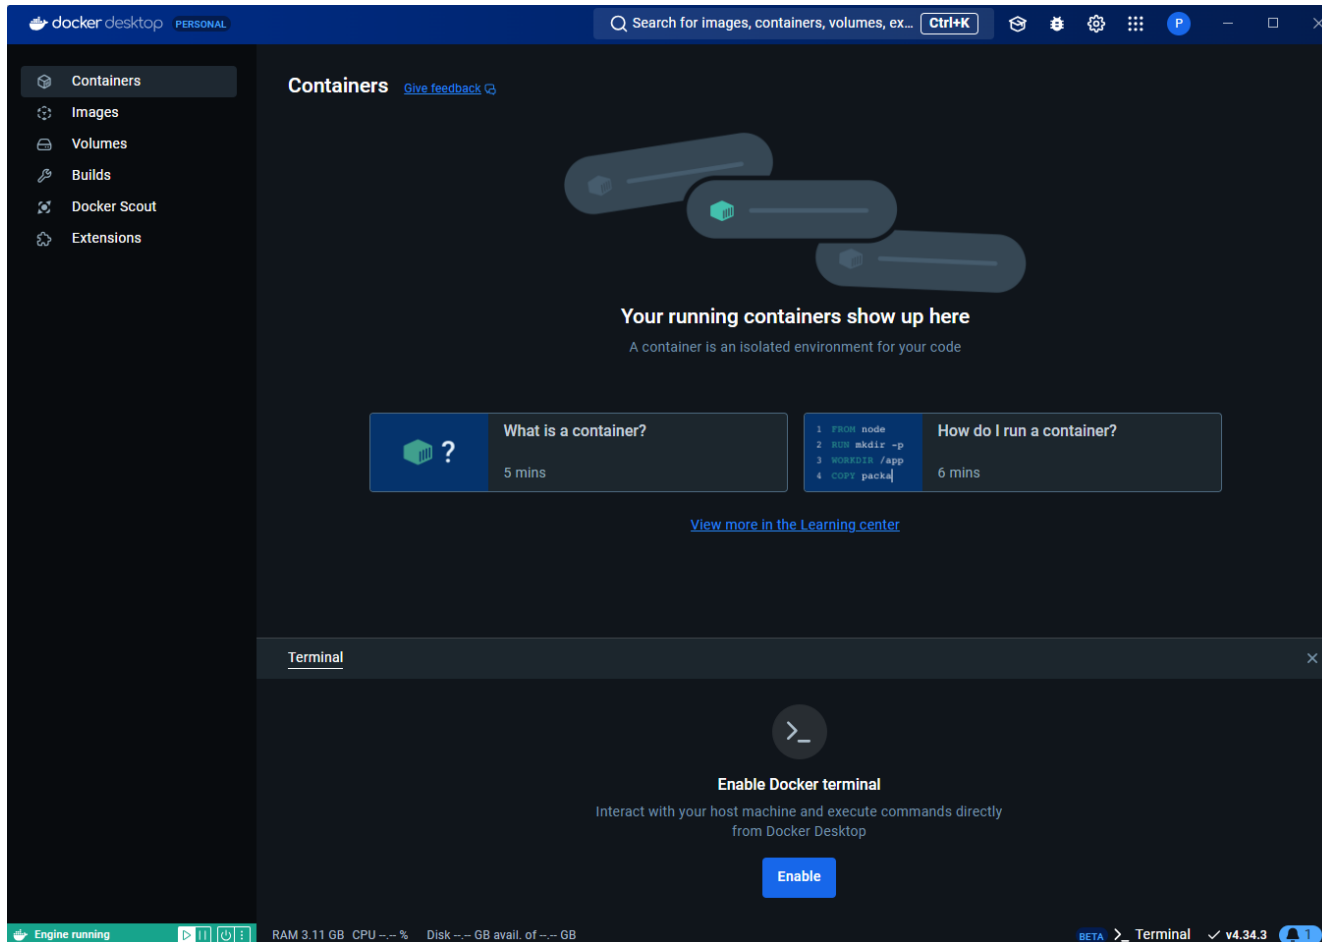 docker desktop PERSONAL
Search for images, containers, volumes, ex... Ctrl+K
P
Containers
Images
Volumes
Builds
Docker Scout
Extensions
Containers Give feedback
Your running containers show up here
A container is an isolated environment for your code
?
What is a container?
5 mins
1 FROM node
2 RUN mkdir -p
3 WORKDIR /app
4 COPY packa
How do I run a container?
6 mins
View more in the Learning center
Terminal
Enable Docker terminal
Interact with your host machine and execute commands directly
from Docker Desktop
Enable
Engine running
RAM 3.11 GB CPU --.-- % Disk --.-- GB avail. of --.-- GB
BETA >_ Terminal v4.34.3 1